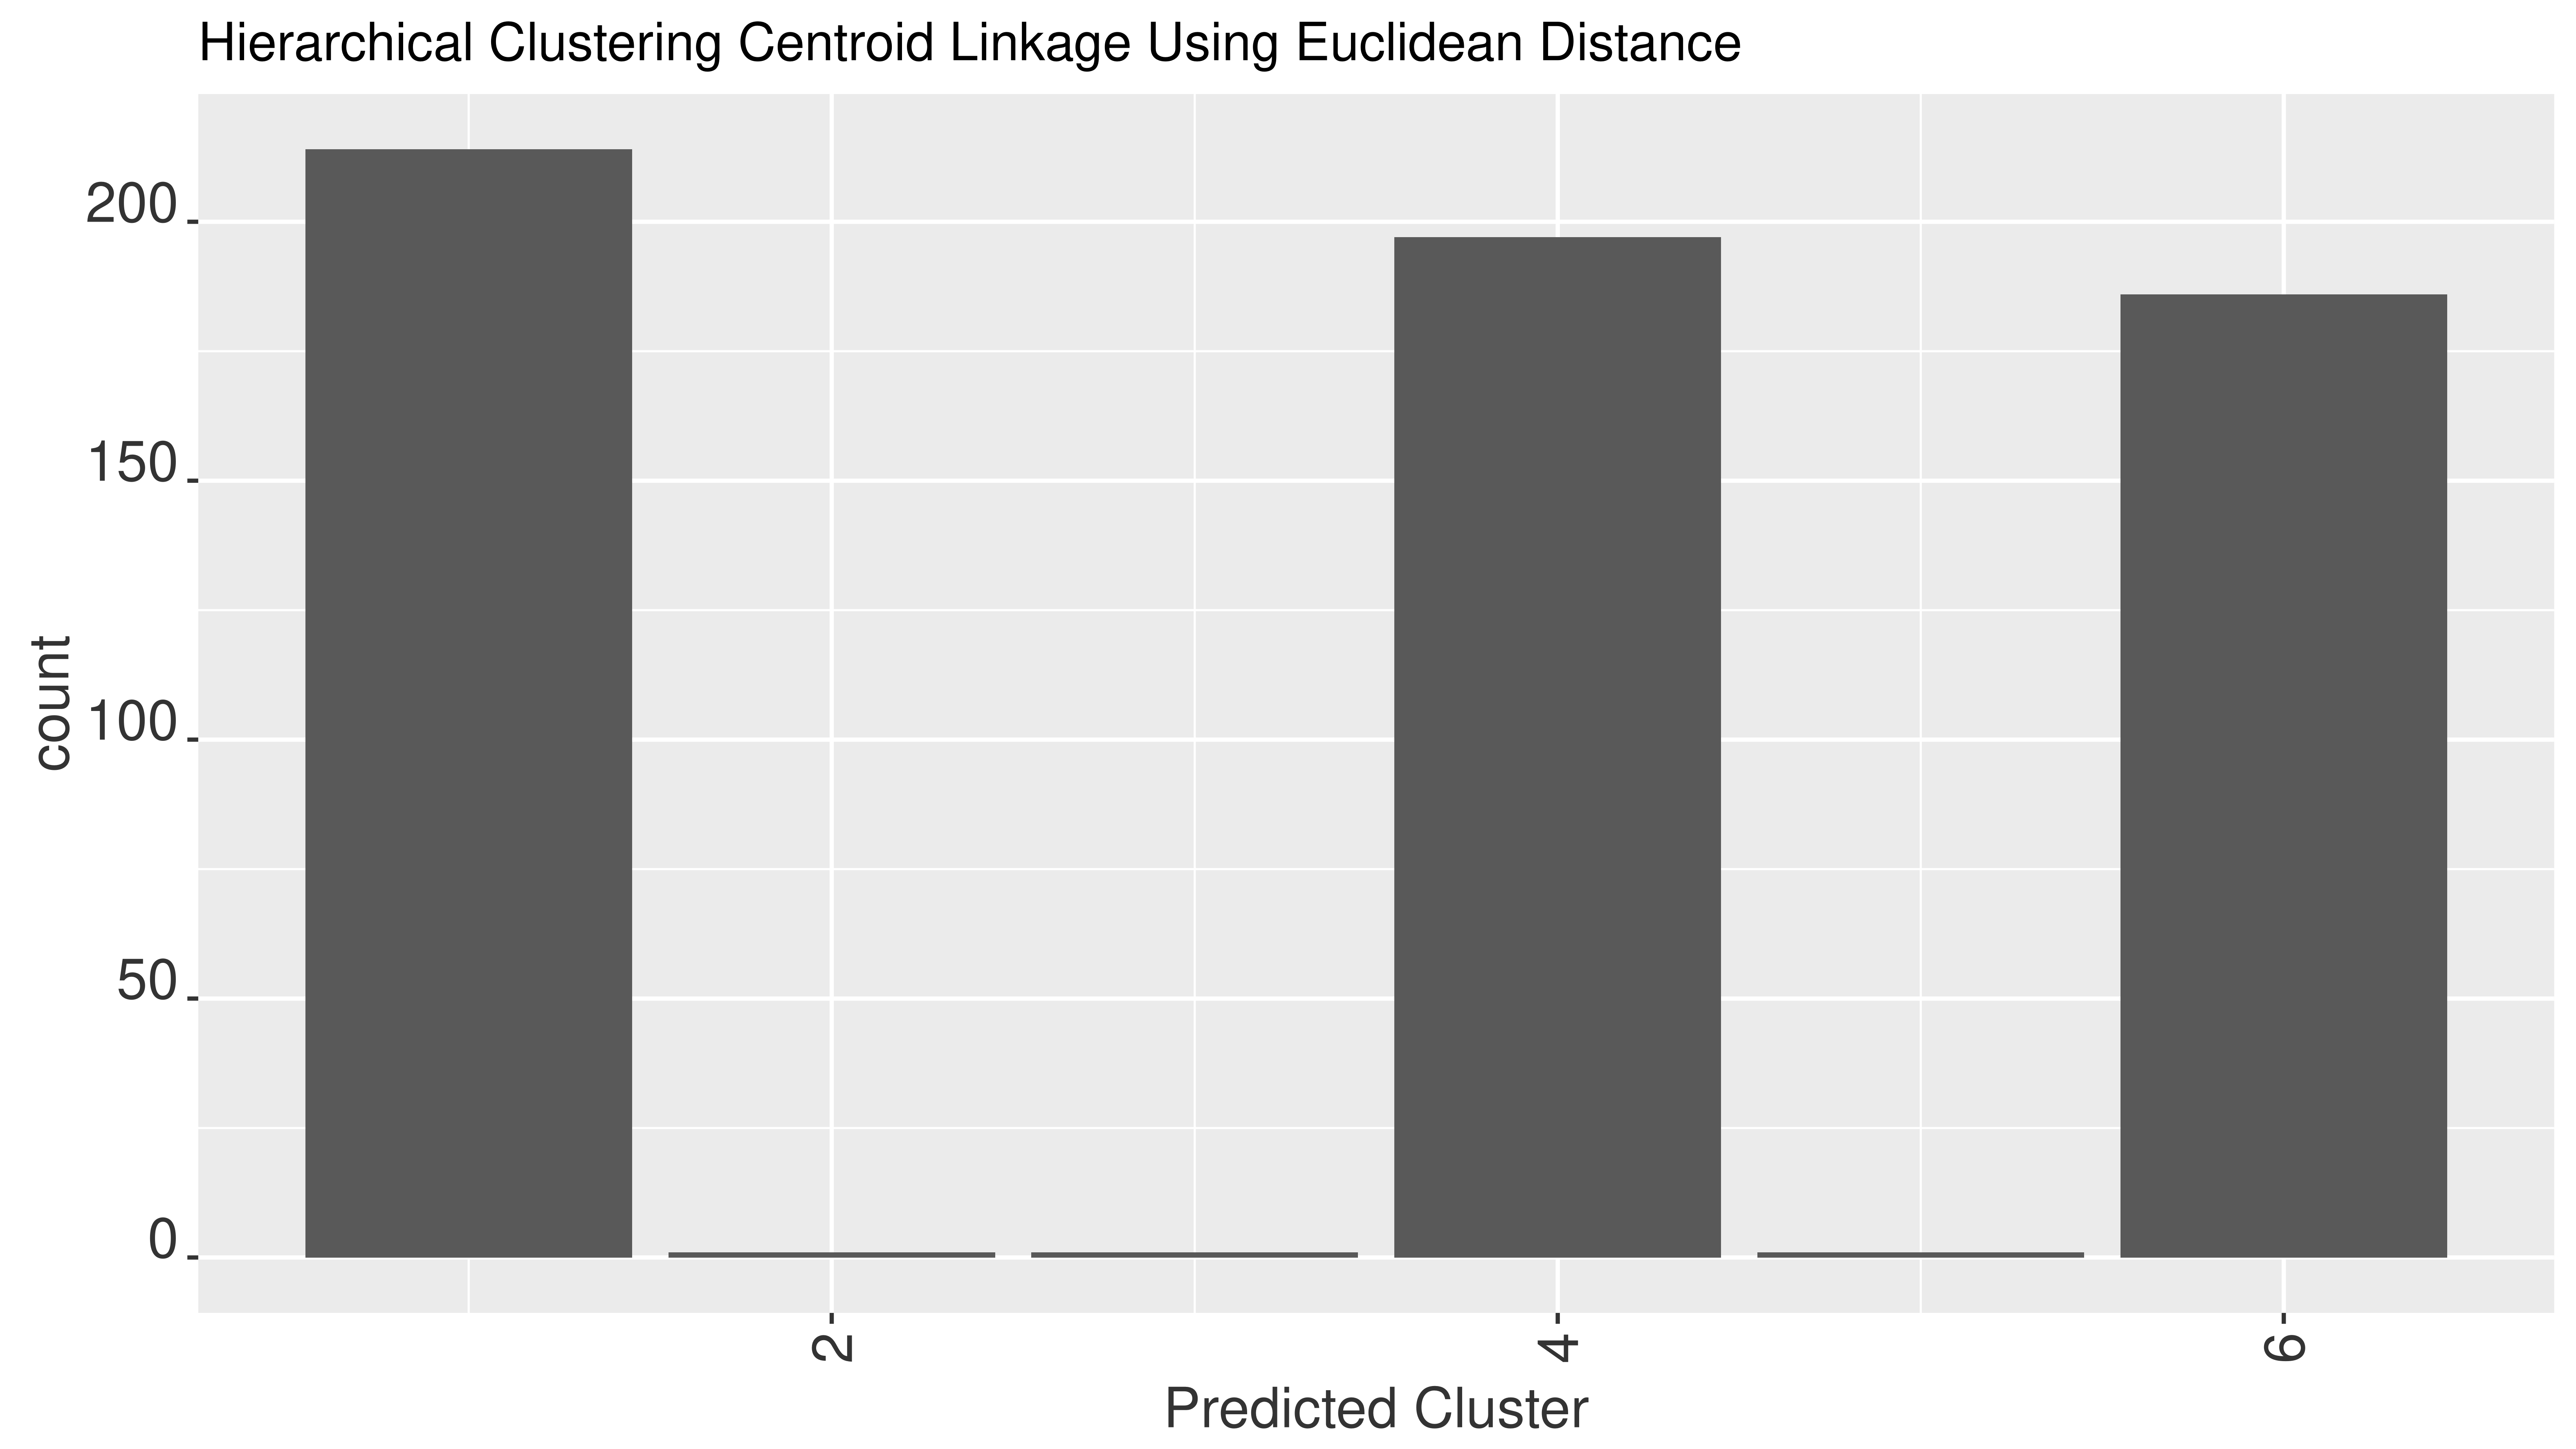 Hierarchical Clustering Centroid Linkage Using Euclidean Distance
200
150
100
50
0
count
2
4
6
Predicted Cluster